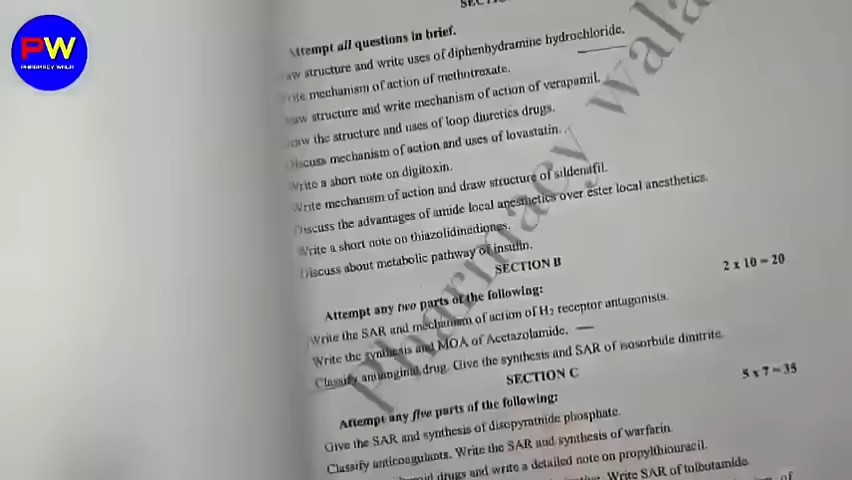 PW
PHARMACY WALA
Attempt all questions in brief.
structure and write uses of diphenhydramine hydrochloride.
mechanism of action of methotroxate.
structure and write mechanism of action of verapamil.
the structure and uses of loop diuretics drugs.
Discuss mechanism of action and uses of lovastatin.
Write a short note on digitoxin.
Write mechanism of action and draw structure of sildenafil.
Discuss the advantages of amide local anesthetics over ester local anesthetics.
Write a short note on thiazolidinediones.
Discuss about metabolic pathway of insulin.
SECTION B
Attempt any two parts of the following: 2 x 10 = 20
Write the SAR and mechanism of action of H2 receptor antagonists.
Write the synthesis and MOA of Acetazolamide.
Classify antianginal drug. Give the synthesis and SAR of isosorbide dinitrite.
SECTION C
Attempt any five parts of the following: 5 x 7 = 35
Give the SAR and synthesis of disopyramide phosphate.
Classify anticoagulants. Write the SAR and synthesis of warfarin.
drugs and write a detailed note on propylthiouracil.
Write SAR of tolbutamide.
of
Pharmacy wala